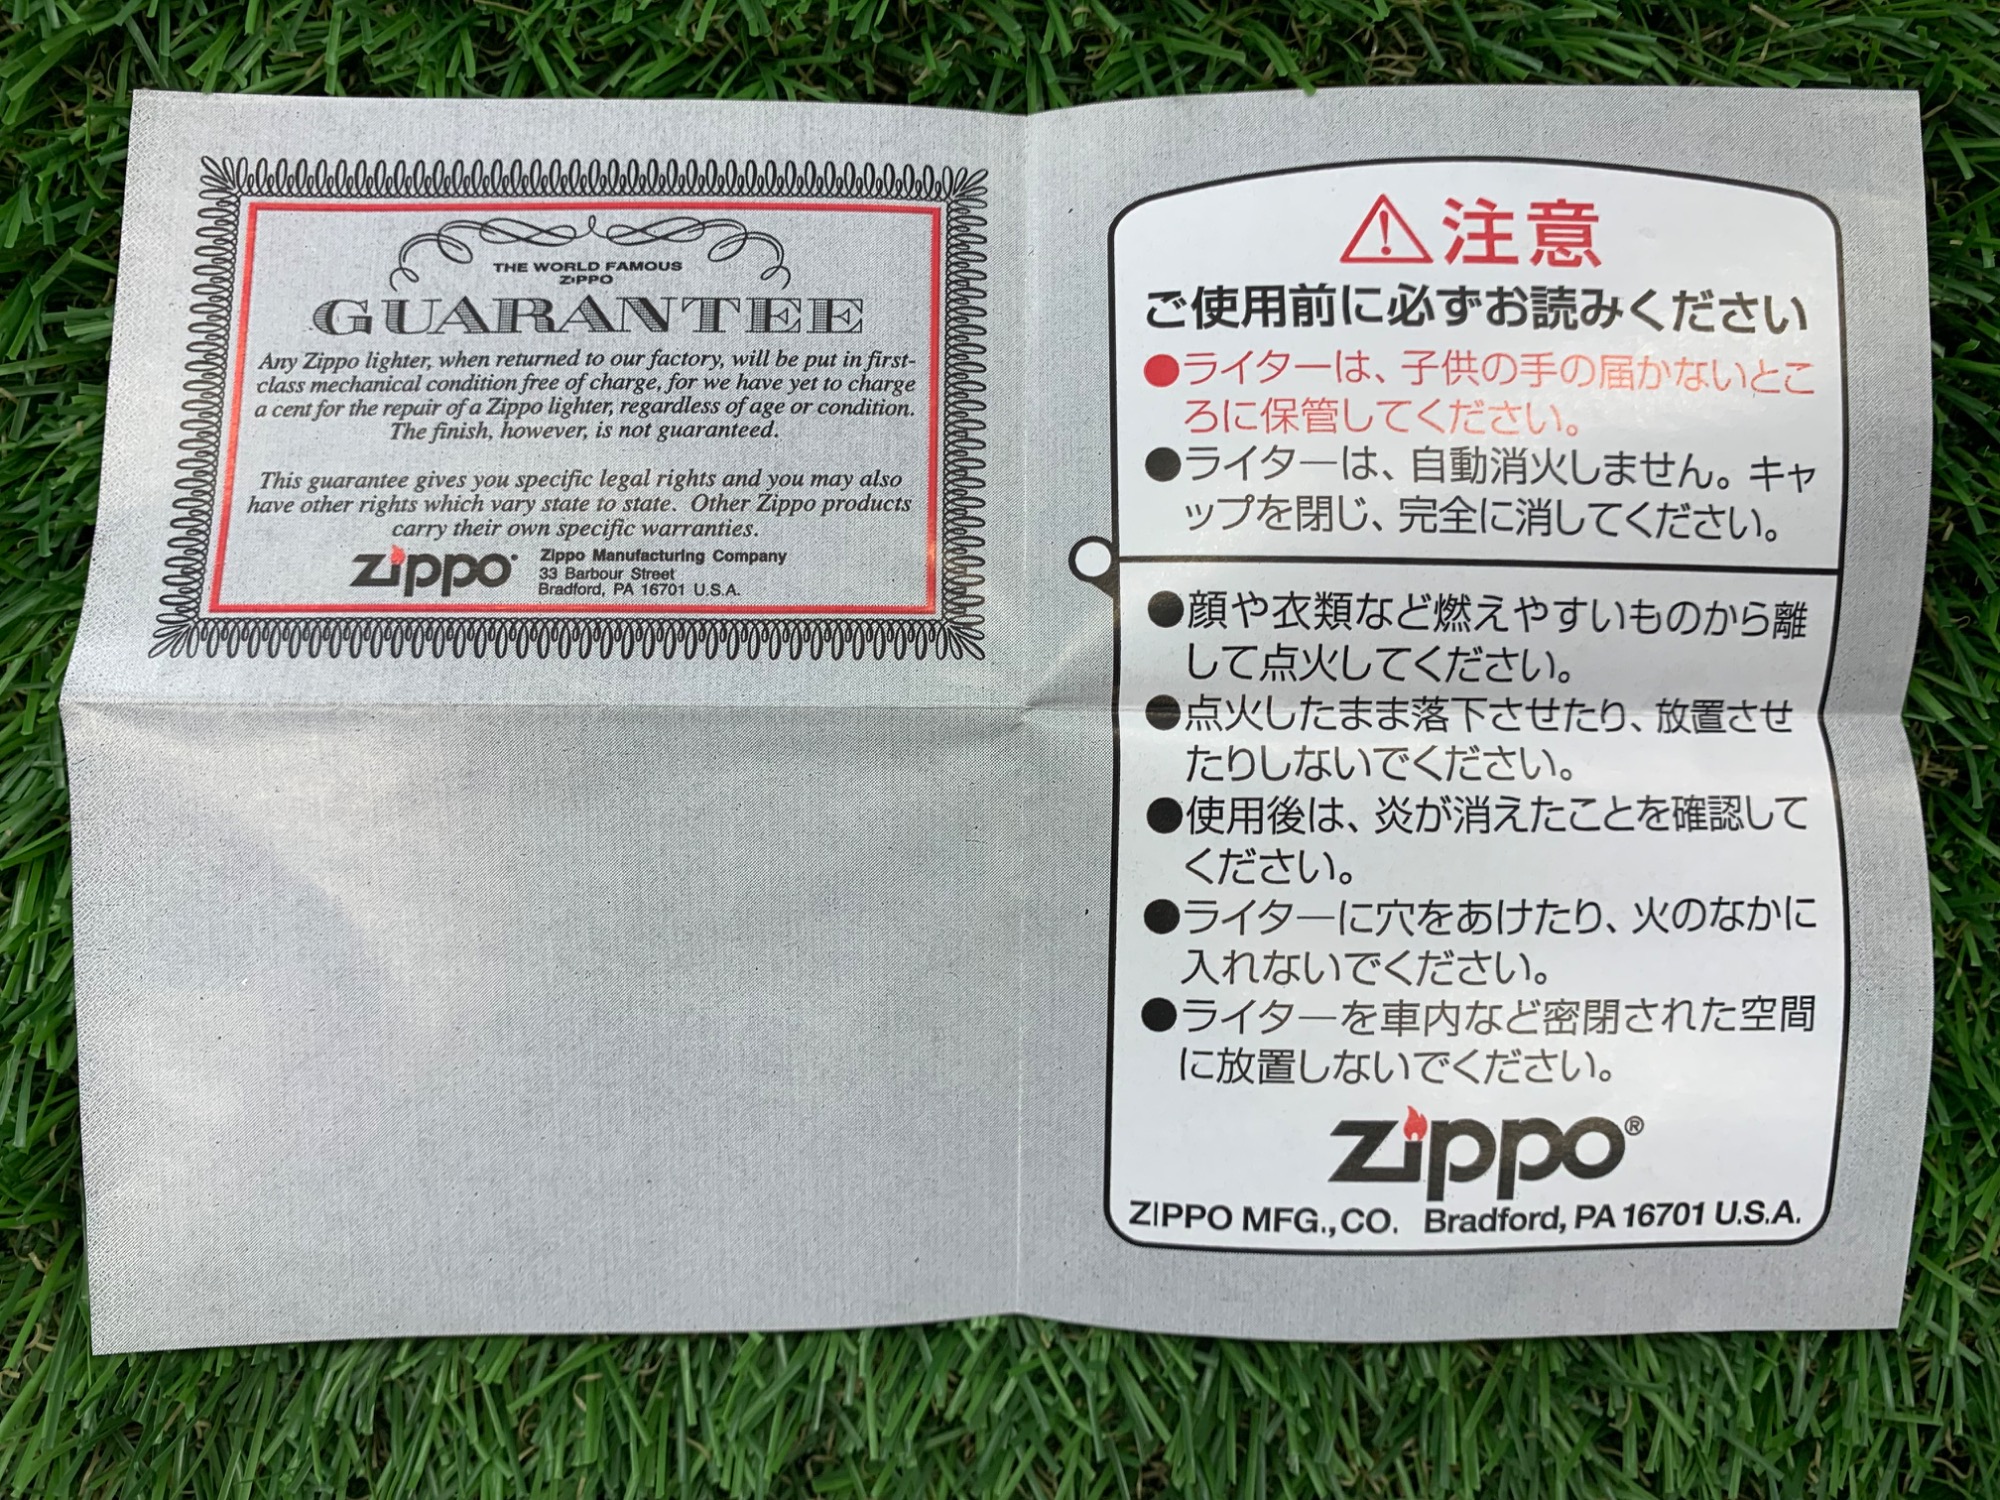 THE WORLD FAMOUS
ZIPPO
GUARANTEE
Any Zippo lighter, when returned to our factory, will be put in first-
class mechanical condition free of charge, for we have yet to charge
a cent for the repair of a Zippo lighter, regardless of age or condition.
The finish, however, is not guaranteed.
This guarantee gives you specific legal rights and you may also
have other rights which vary state to state. Other Zippo products
carry their own specific warranties.
zippo
Zippo Manufacturing Company
33 Barbour Street
Bradford, PA 16701 U.S.A.
⚠注意
ご使用前に必ずお読みください
●ライターは、子供の手の届かないとこ
ろに保管してください。
●ライターは、自動消火しません。キャ
ップを閉じ、完全に消してください。
●顔や衣類など燃えやすいものから離
して点火してください。
●点火したまま落下させたり、放置させ
たりしないでください。
●使用後は、炎が消えたことを確認して
ください。
●ライターに穴をあけたり、火のなかに
入れないでください。
●ライターを車内など密閉された空間
に放置しないでください。
zippo®
ZIPPO MFG.,CO. Bradford, PA 16701 U.S.A.